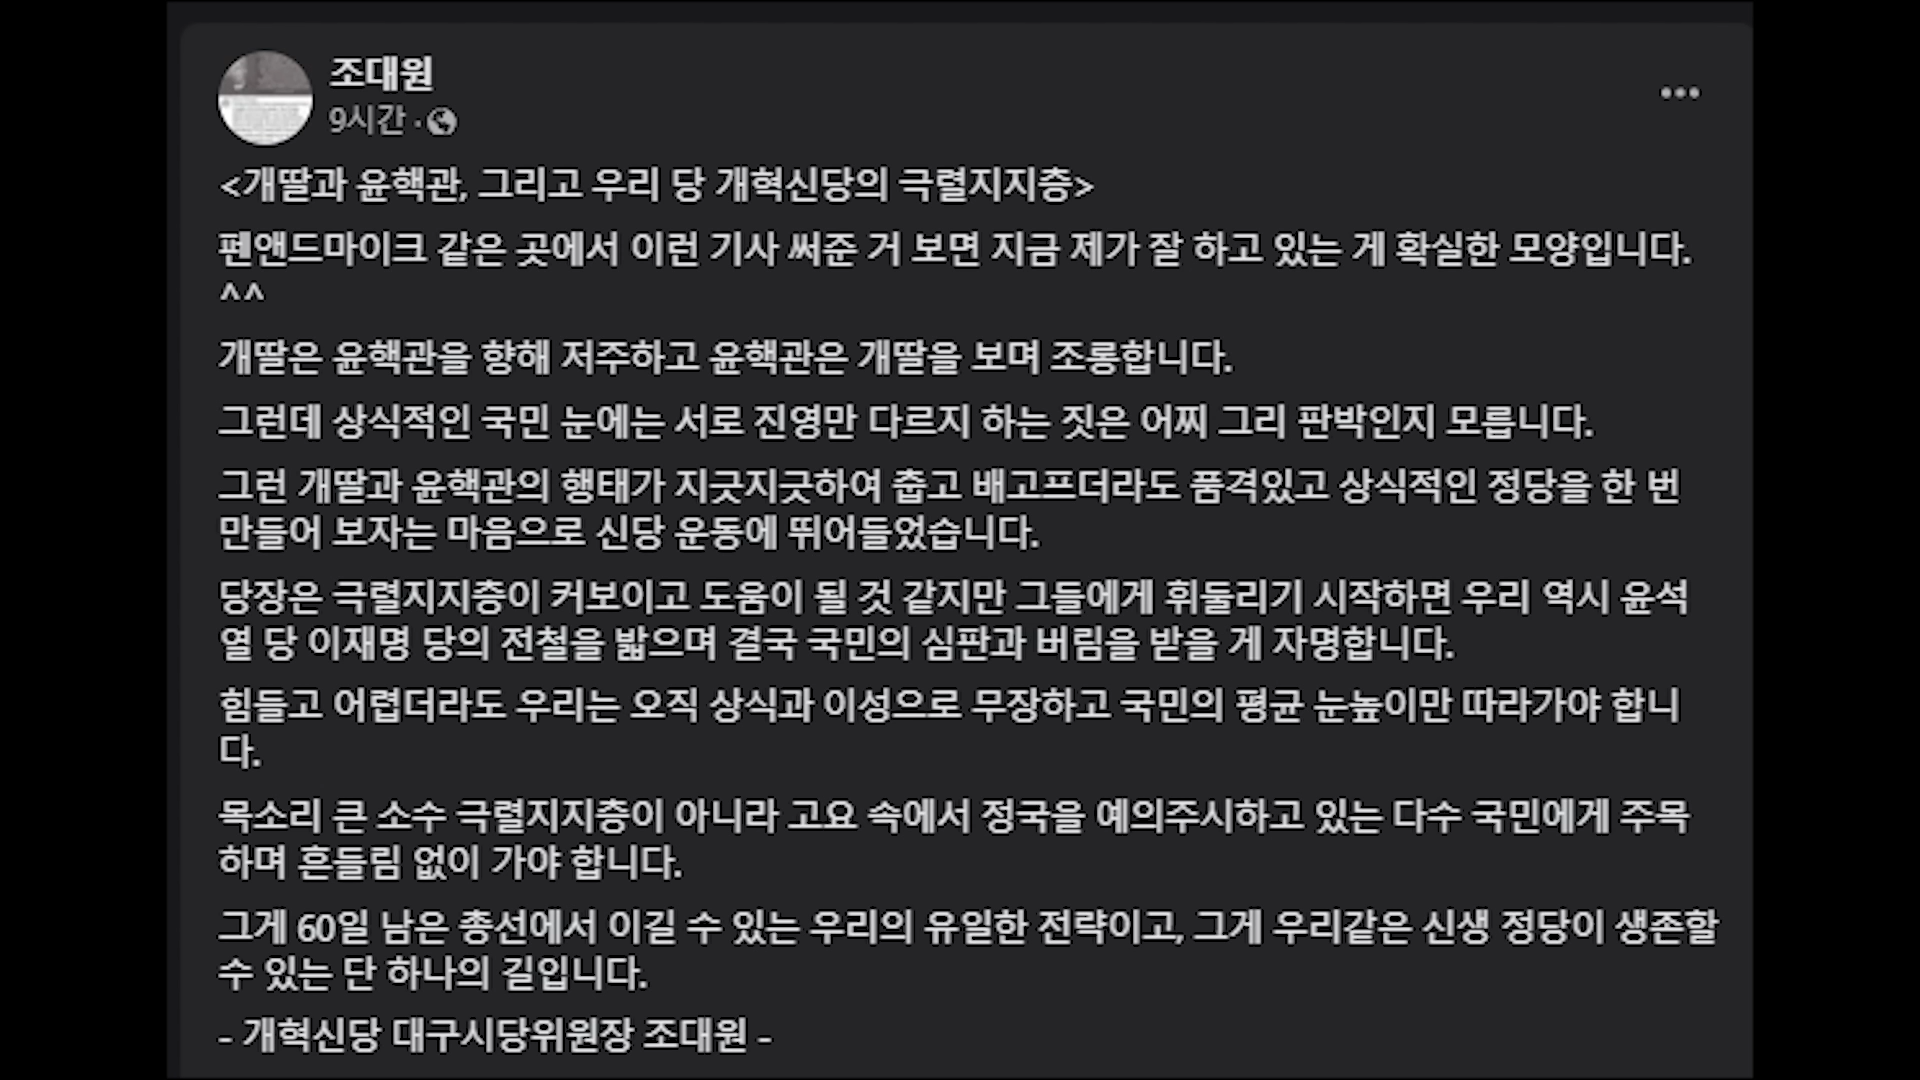 조대원
9시간 ·
<개딸과 윤핵관, 그리고 우리 당 개혁신당의 극렬지지층>
펜앤드마이크 같은 곳에서 이런 기사 써준 거 보면 지금 제가 잘 하고 있는 게 확실한 모양입니다.
^^
개딸은 윤핵관을 향해 저주하고 윤핵관은 개딸을 보며 조롱합니다.
그런데 상식적인 국민 눈에는 서로 진영만 다르지 하는 짓은 어찌 그리 판박인지 모릅니다.
그런 개딸과 윤핵관의 행태가 지긋지긋하여 춥고 배고프더라도 품격있고 상식적인 정당을 한 번
만들어 보자는 마음으로 신당 운동에 뛰어들었습니다.
당장은 극렬지지층이 커보이고 도움이 될 것 같지만 그들에게 휘둘리기 시작하면 우리 역시 윤석
열 당 이재명 당의 전철을 밟으며 결국 국민의 심판과 버림을 받을 게 자명합니다.
힘들고 어렵더라도 우리는 오직 상식과 이성으로 무장하고 국민의 평균 눈높이만 따라가야 합니
다.
목소리 큰 소수 극렬지지층이 아니라 고요 속에서 정국을 예의주시하고 있는 다수 국민에게 주목
하며 흔들림 없이 가야 합니다.
그게 60일 남은 총선에서 이길 수 있는 우리의 유일한 전략이고, 그게 우리같은 신생 정당이 생존할
수 있는 단 하나의 길입니다.
- 개혁신당 대구시당위원장 조대원 -